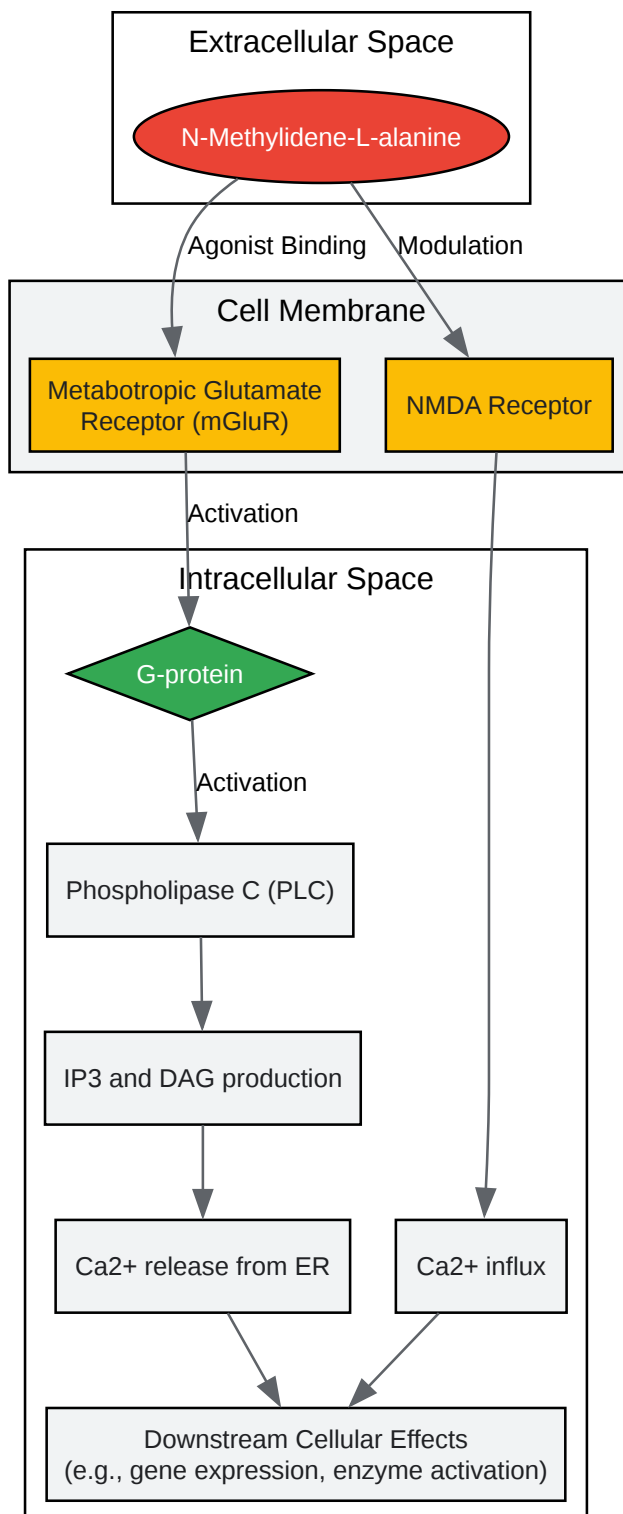 Extracellular Space
N-Methylidene-L-alanine
Agonist Binding
Modulation
Cell Membrane
Metabotropic Glutamate
Receptor (mGluR)
NMDA Receptor
Activation
Intracellular Space
G-protein
Activation
Phospholipase C (PLC)
IP3 and DAG production
Ca2+ release from ER
Ca2+ influx
Downstream Cellular Effects
(e.g., gene expression, enzyme activation)